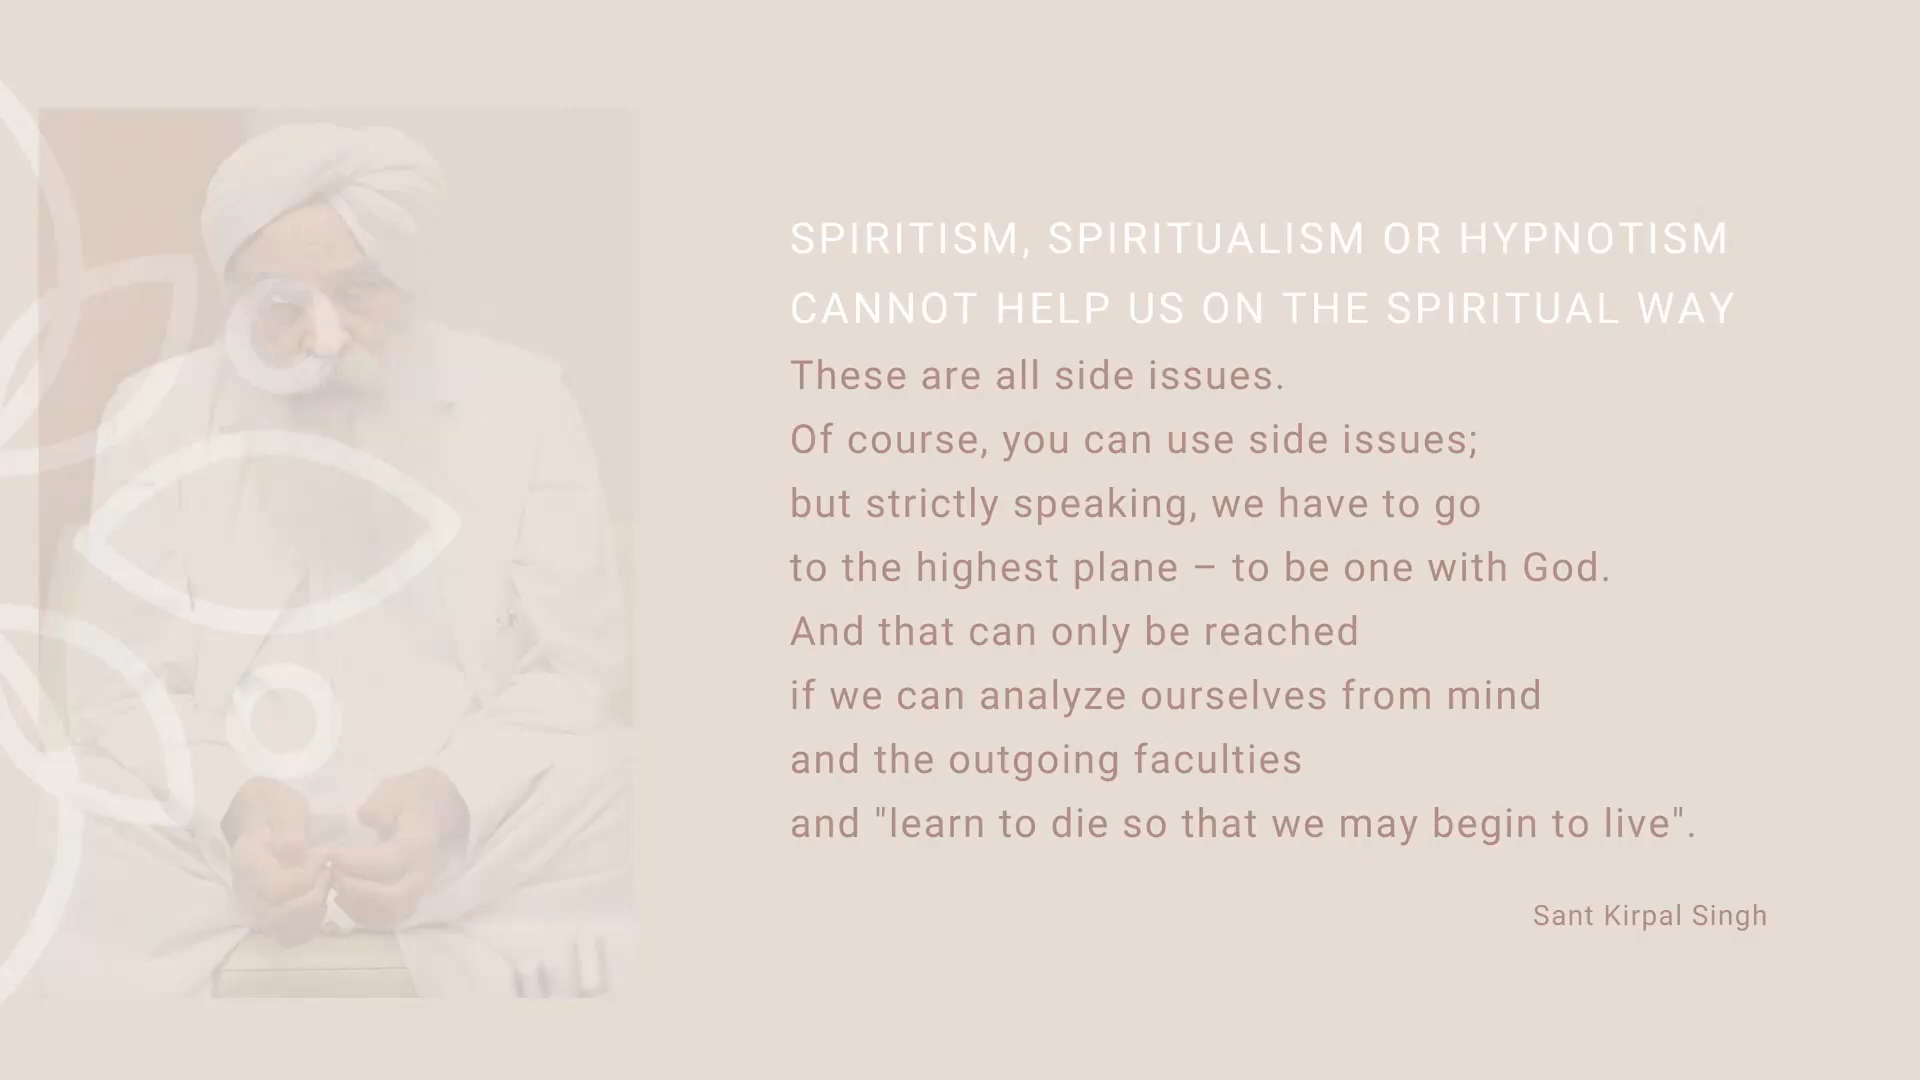 SPIRITISM, SPIRITUALISM OR HYPNOTISM
CANNOT HELP US ON THE SPIRITUAL WAY
These are all side issues.
Of course, you can use side issues;
but strictly speaking, we have to go
to the highest plane – to be one with God.
And that can only be reached
if we can analyze ourselves from mind
and the outgoing faculties
and "learn to die so that we may begin to live".
Sant Kirpal Singh